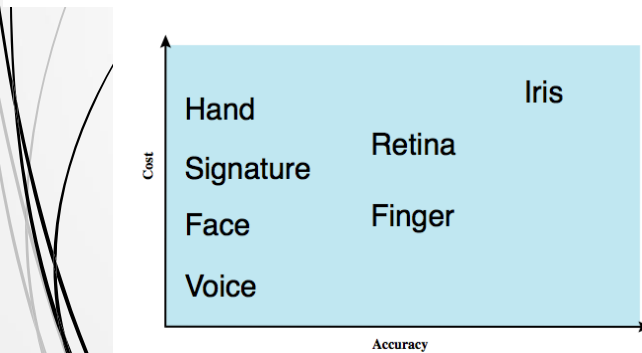 Iris
Hand
Retina
Signature
Finger
Face
Voice
Cost
Accuracy